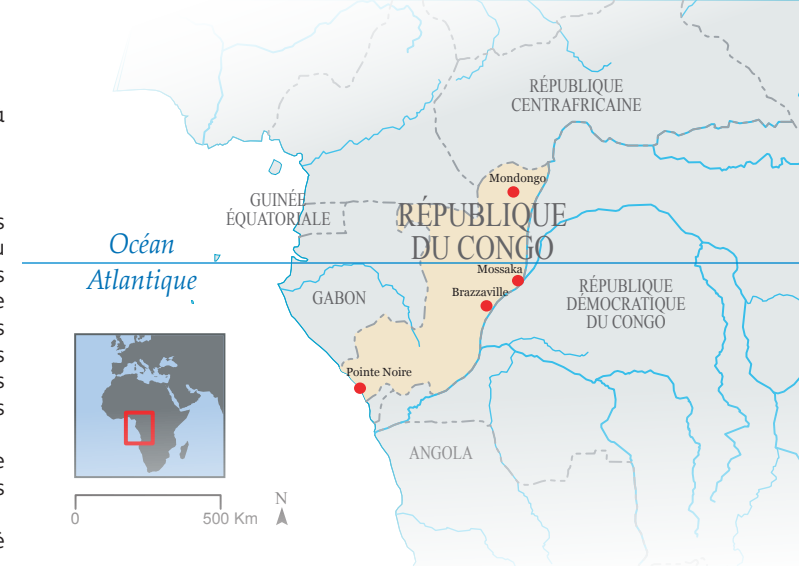 u
s
u
s
e
s
s
s
s
e
s
é
RÉPUBLIQUE
CENTRAFRICAINE
Mondongo
GUINÉE
ÉQUATORIALE
RÉPUBLIQUE
DU CONGO
Océan
Atlantique
Mossaka
Brazzaville
GABON
RÉPUBLIQUE
DÉMOCRATIQUE
DU CONGO
Pointe Noire
ANGOLA
N
0
500 Km